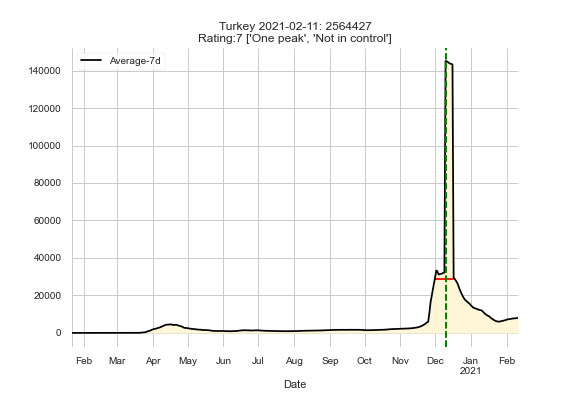 Turkey 2021-02-11: 2564427
Rating:7 ['One peak', 'Not in control']
Average-7d
140000
120000
100000
80000
60000
40000
20000
0
Feb Mar Apr May Jun Jul Aug Sep Oct Nov Dec Jan Feb
2021
Date